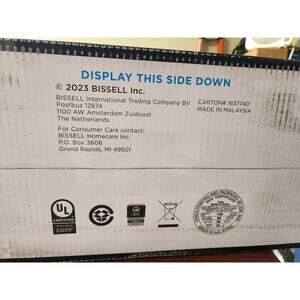 DISPLAY THIS SIDE DOWN
© 2023 BISSELL Inc.
BISSELL International Trading Company BV
Postbus 12874
1100 AW Amsterdam Zuidoost
The Netherlands
CARTON# 1637740
MADE IN MALAYSIA
For Consumer Care contact:
BISSELL Homecare Inc.
P.O. Box 3606
Grand Rapids, MI 49501
UL
CERTIFIED